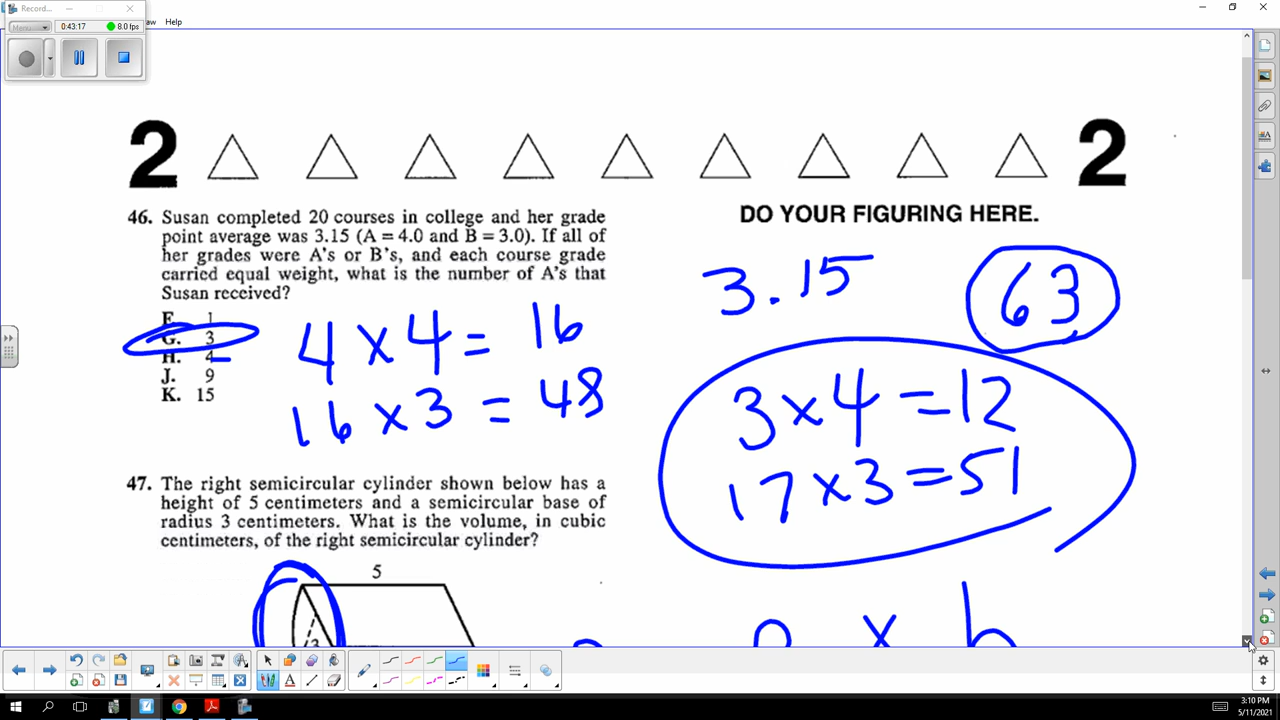 Record...
Menu
0:43:17
8.0 fps
aw Help
2 2
46. Susan completed 20 courses in college and her grade
point average was 3.15 (A = 4.0 and B = 3.0). If all of
her grades were A's or B's, and each course grade
carried equal weight, what is the number of A's that
Susan received?
F. 1
G. 3
H. 4
J. 9
K. 15
4 x 4 = 16
16 x 3 = 48
47. The right semicircular cylinder shown below has a
height of 5 centimeters and a semicircular base of
radius 3 centimeters. What is the volume, in cubic
centimeters, of the right semicircular cylinder?
5
3
DO YOUR FIGURING HERE.
3.15
63
3 x 4 = 12
17 x 3 = 51
x h
3:10 PM
5/11/2021